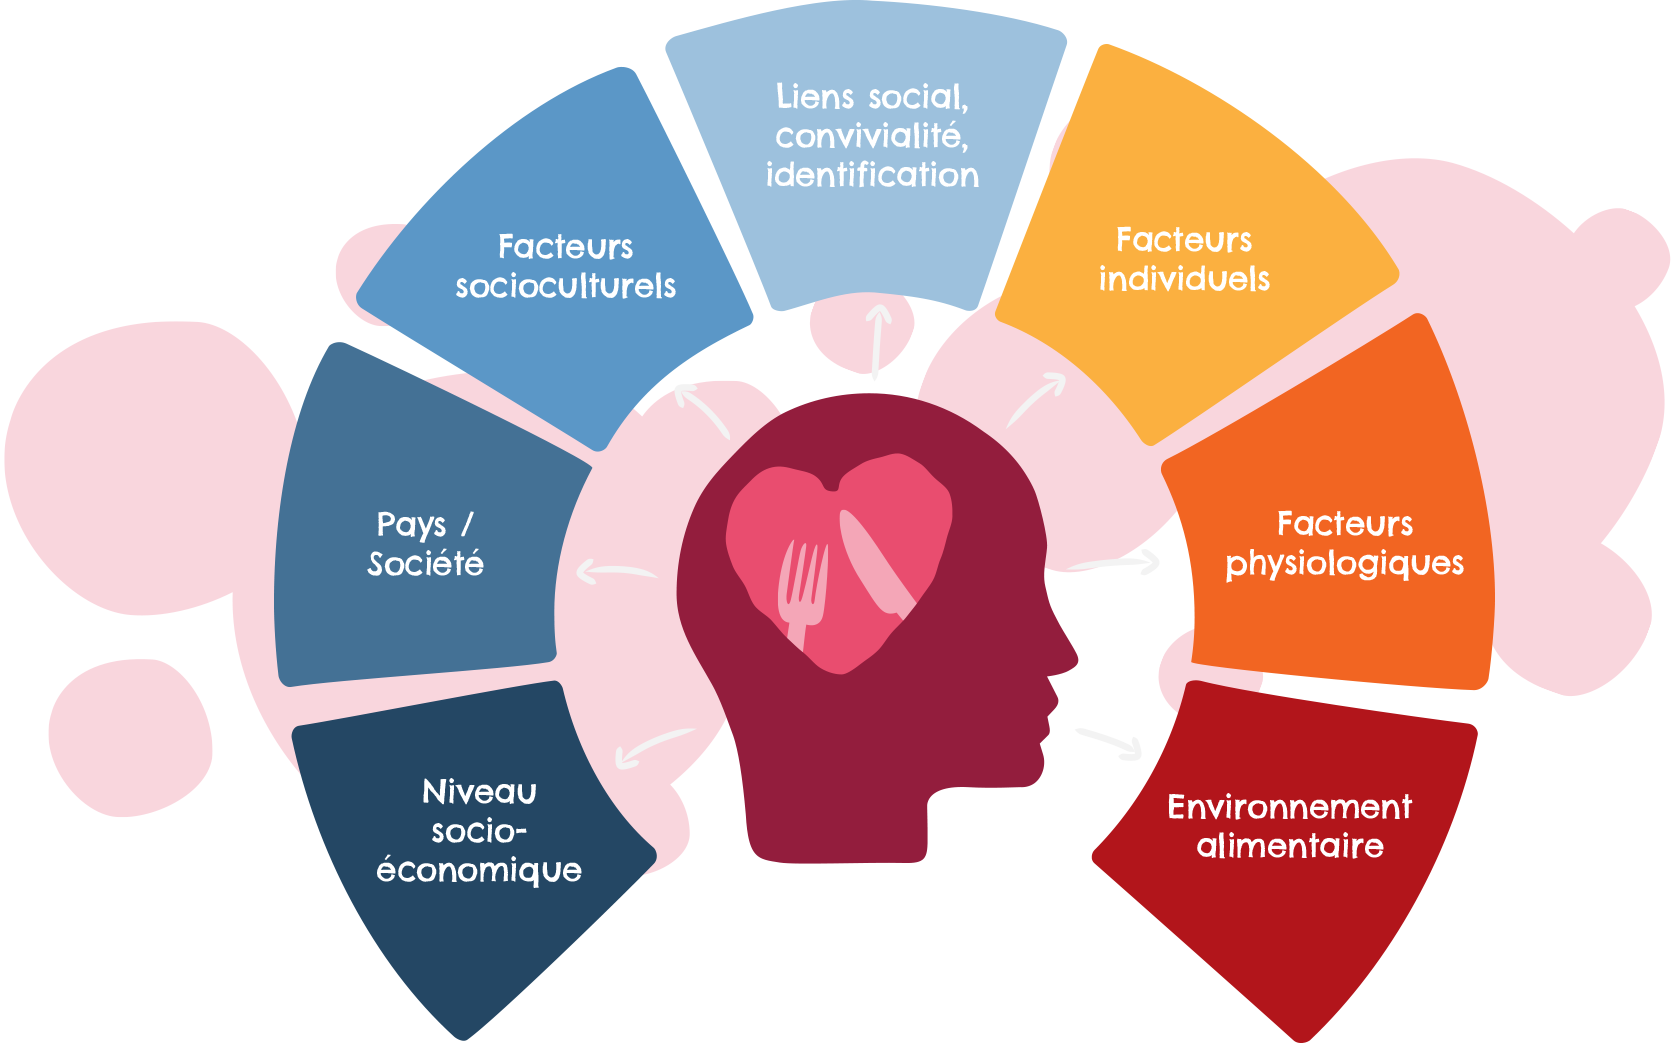 Liens social,
convivialité,
identification
Facteurs
socioculturels
Facteurs
individuels
Pays /
Société
Facteurs
physiologiques
Niveau
socio-
économique
Environnement
alimentaire